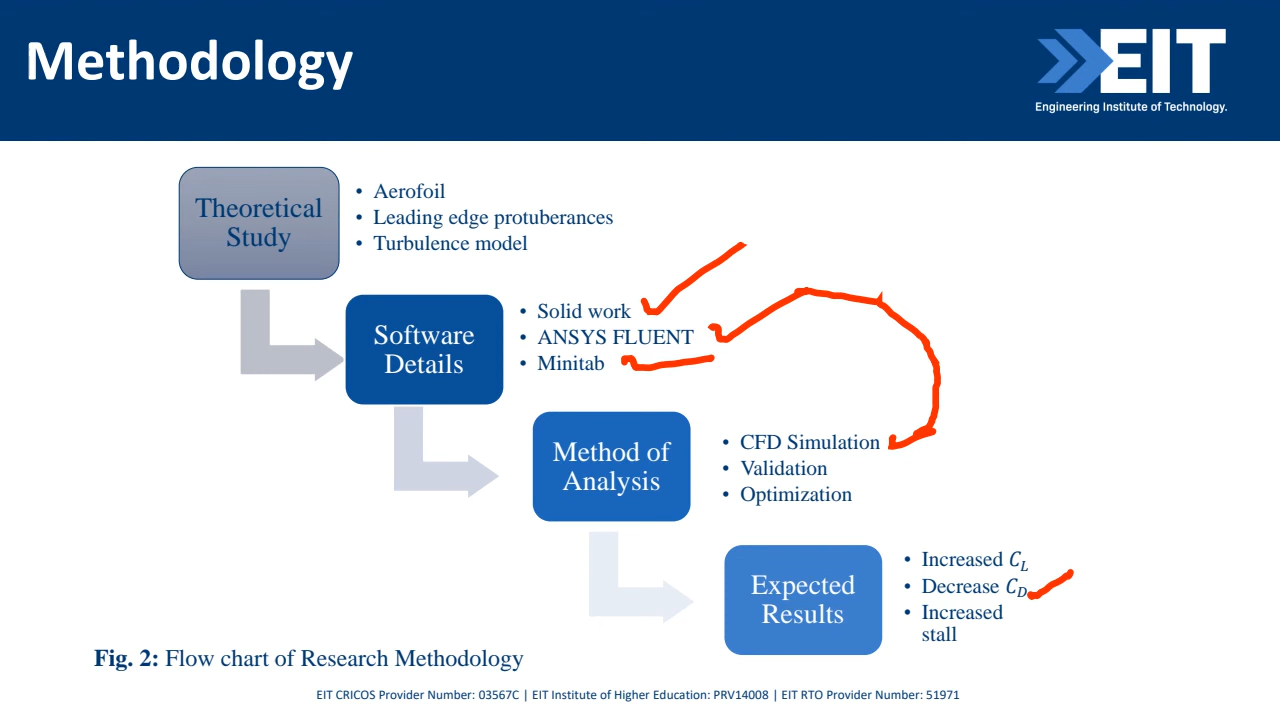 Methodology
EIT
Engineering Institute of Technology.
Theoretical
Study
• Aerofoil
• Leading edge protuberances
• Turbulence model
Software
Details
• Solid work
• ANSYS FLUENT
• Minitab
Method of
Analysis
• CFD Simulation
• Validation
• Optimization
Expected
Results
• Increased C_L
• Decrease C_D
• Increased
stall
Fig. 2: Flow chart of Research Methodology
EIT CRICOS Provider Number: 03567C | EIT Institute of Higher Education: PRV14008 | EIT RTO Provider Number: 51971